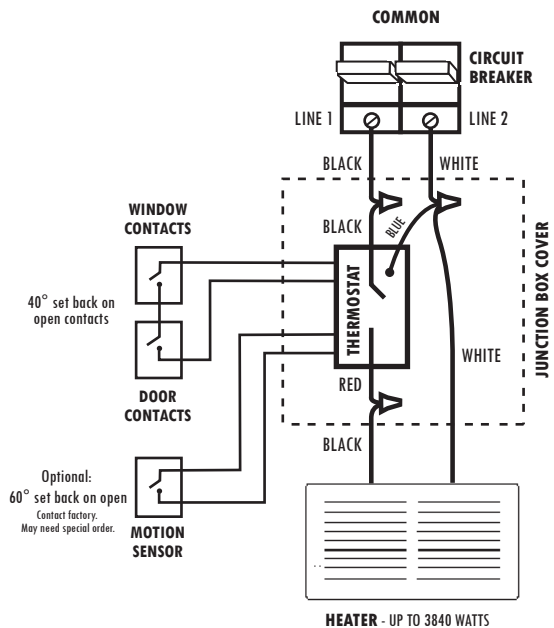 COMMON
CIRCUIT
BREAKER
LINE 1
LINE 2
BLACK
WHITE
WINDOW
CONTACTS
BLACK
BLUE
JUNCTION BOX COVER
40° set back on
open contacts
THERMOSTAT
DOOR
CONTACTS
RED
WHITE
BLACK
Optional:
60° set back on open
Contact factory.
May need special order.
MOTION
SENSOR
HEATER - UP TO 3840 WATTS